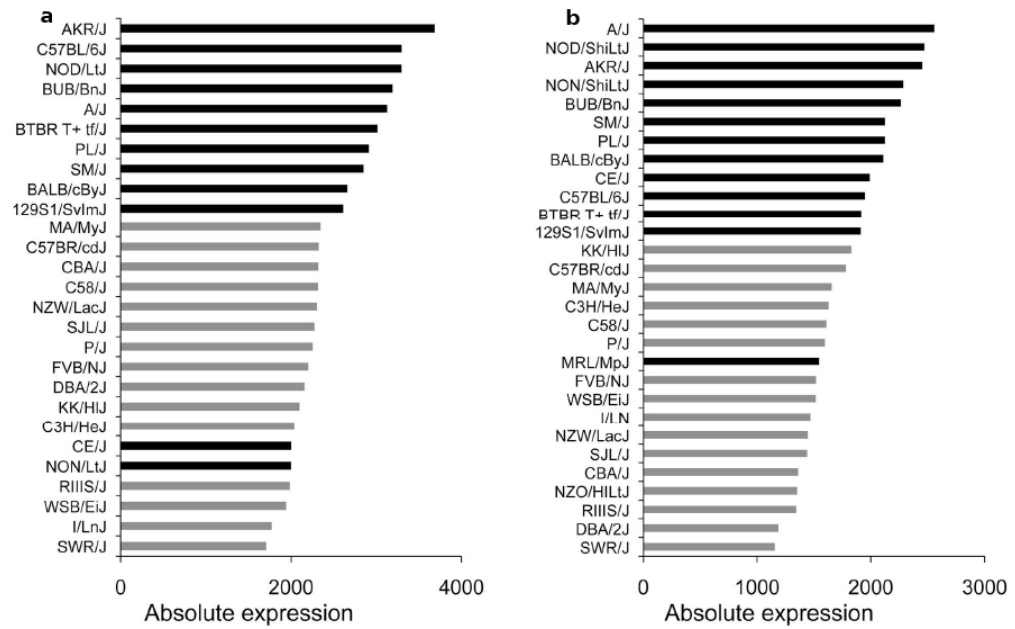 a
AKR/J
C57BL/6J
NOD/LtJ
BUB/BnJ
A/J
BTBR T+ tf/J
PL/J
SM/J
BALB/cByJ
129S1/SvImJ
MA/MyJ
C57BR/cdJ
CBA/J
C58/J
NZW/LacJ
SJL/J
P/J
FVB/NJ
DBA/2J
KK/HIJ
C3H/HeJ
CE/J
NON/LtJ
RIIIS/J
WSB/EiJ
I/LnJ
SWR/J
0 2000 4000
Absolute expression
b
A/J
NOD/ShiLtJ
AKR/J
NON/ShiLtJ
BUB/BnJ
SM/J
PL/J
BALB/cByJ
CE/J
C57BL/6J
BTBR T+ tf/J
129S1/SvImJ
KK/HIJ
C57BR/cdJ
MA/MyJ
C3H/HeJ
C58/J
P/J
MRL/MpJ
FVB/NJ
WSB/EiJ
I/LN
NZW/LacJ
SJL/J
CBA/J
NZO/HILtJ
RIIIS/J
DBA/2J
SWR/J
0 1000 2000 3000
Absolute expression